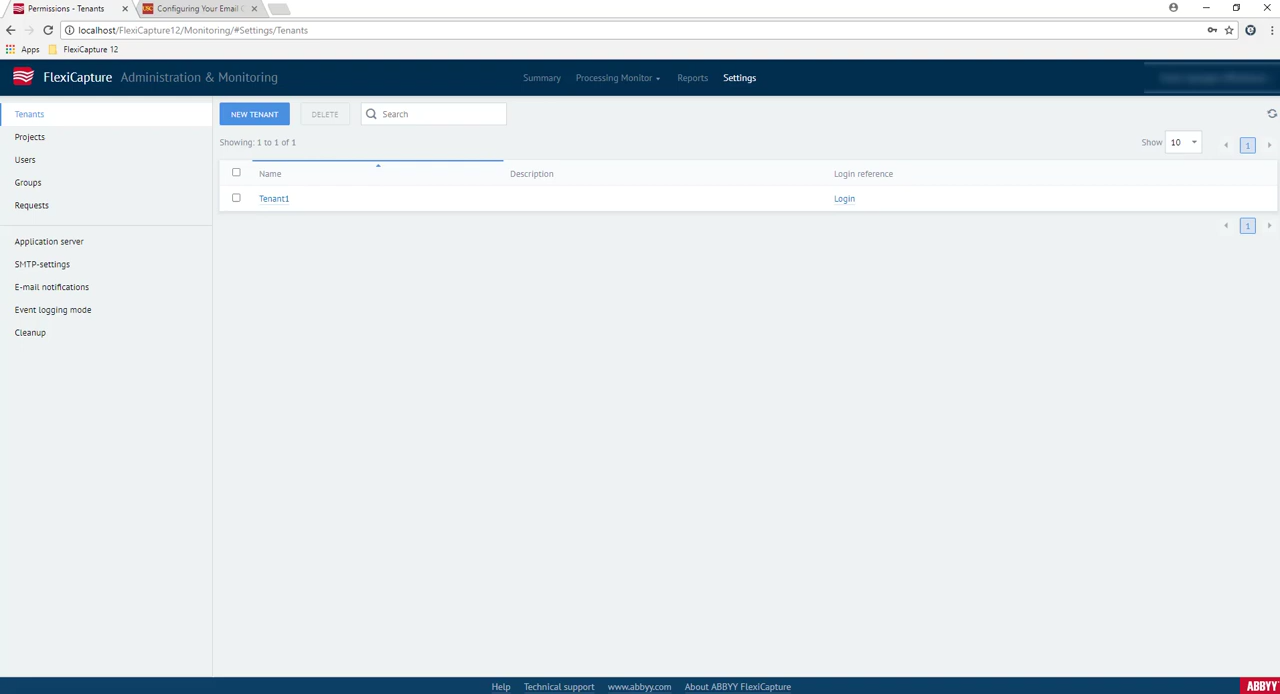 Permissions - Tenants
Configuring Your Email C
localhost/FlexiCapture12/Monitoring/#Settings/Tenants
Apps FlexiCapture 12
FlexiCapture Administration & Monitoring Summary Processing Monitor Reports Settings
Tenants
Projects
Users
Groups
Requests
Application server
SMTP-settings
E-mail notifications
Event logging mode
Cleanup
NEW TENANT DELETE Search
Showing: 1 to 1 of 1 Show 10 1
Name Description Login reference
Tenant1 Login
1
Help Technical support www.abbyy.com About ABBYY FlexiCapture ABBYY